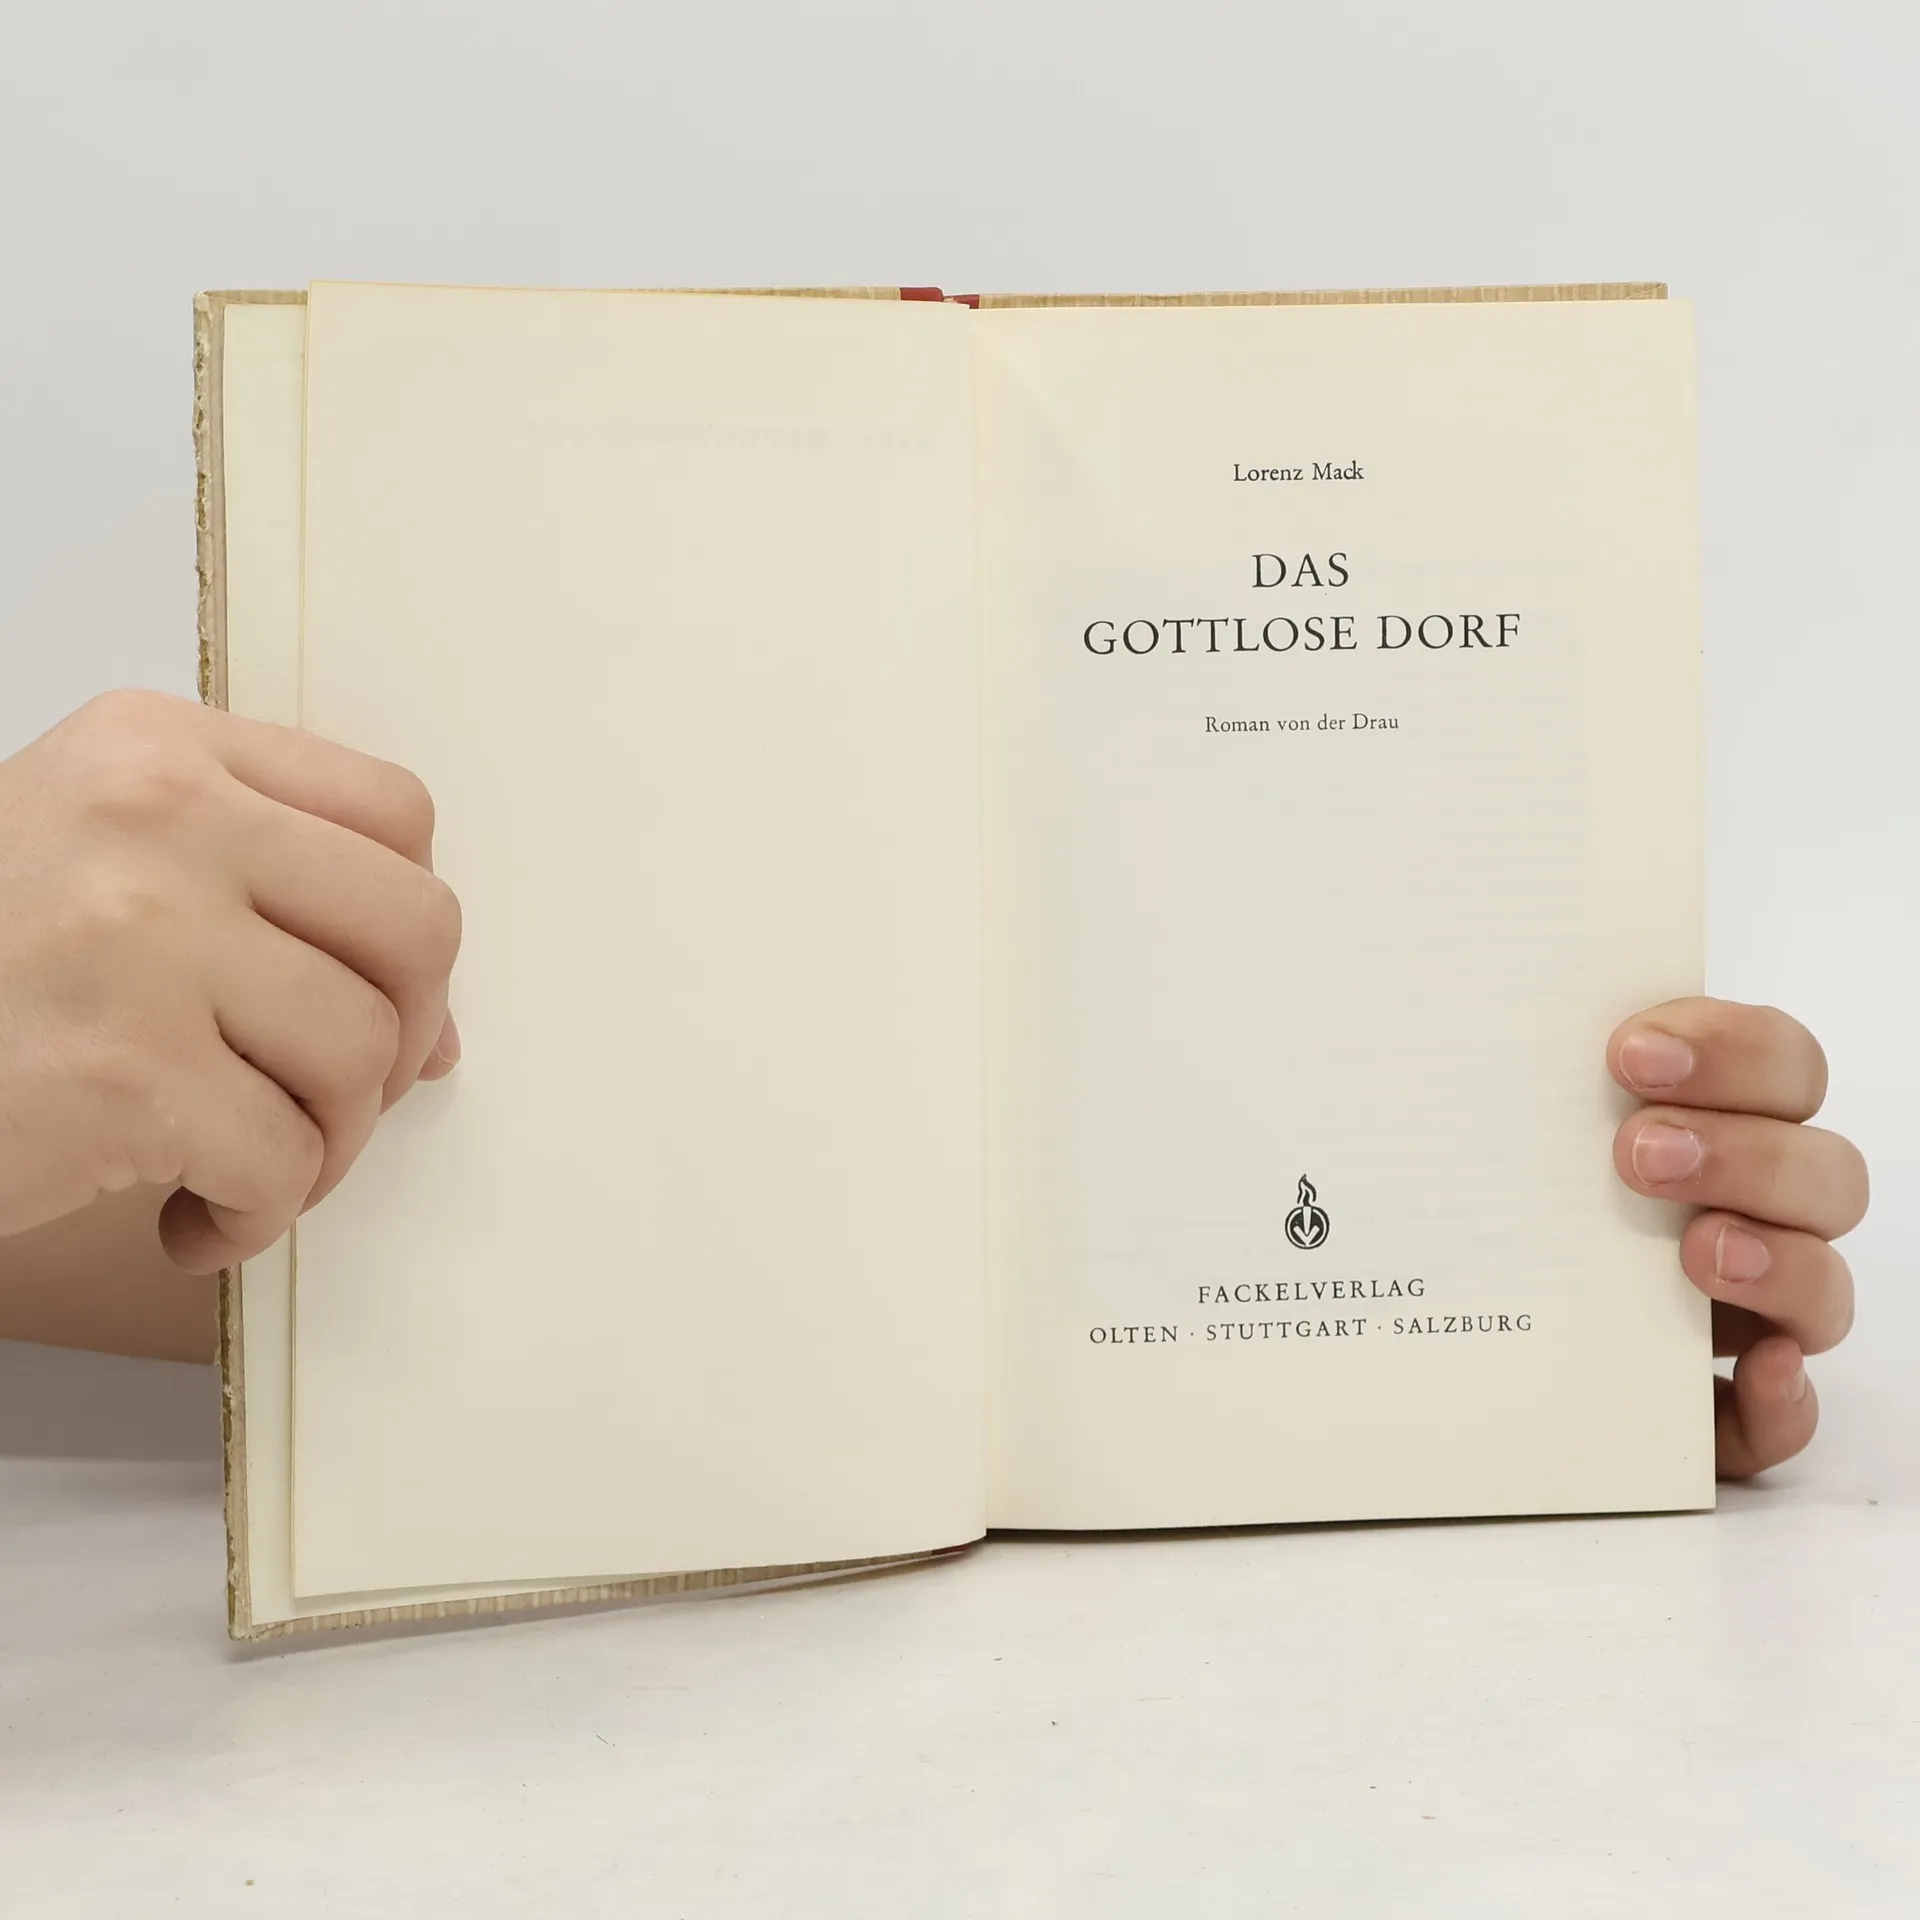 Lorenz Mack
DAS
GOTTLOSE DORF
Roman von der Drau
FACKELVERLAG
OLTEN · STUTTGART · SALZBURG